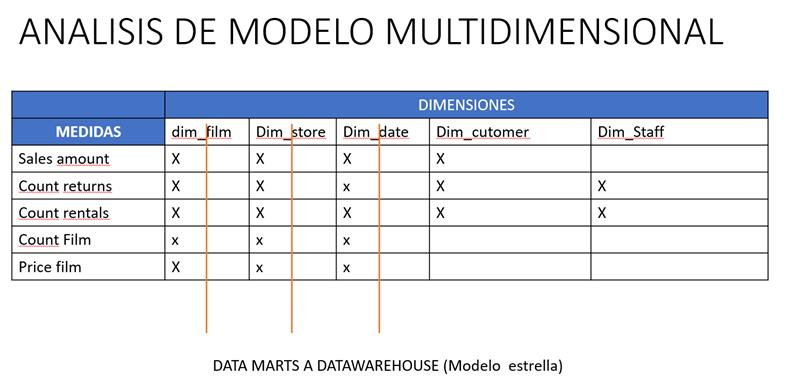 ANALISIS DE MODELO MULTIDIMENSIONAL
DIMENSIONES
MEDIDAS dim_film Dim_store Dim_date Dim_cutomer Dim_Staff
Sales amount X X X X
Count returns X X x X X
Count rentals X X X X X
Count Film x x x
Price film X x x
DATA MARTS A DATAWAREHOUSE (Modelo estrella)